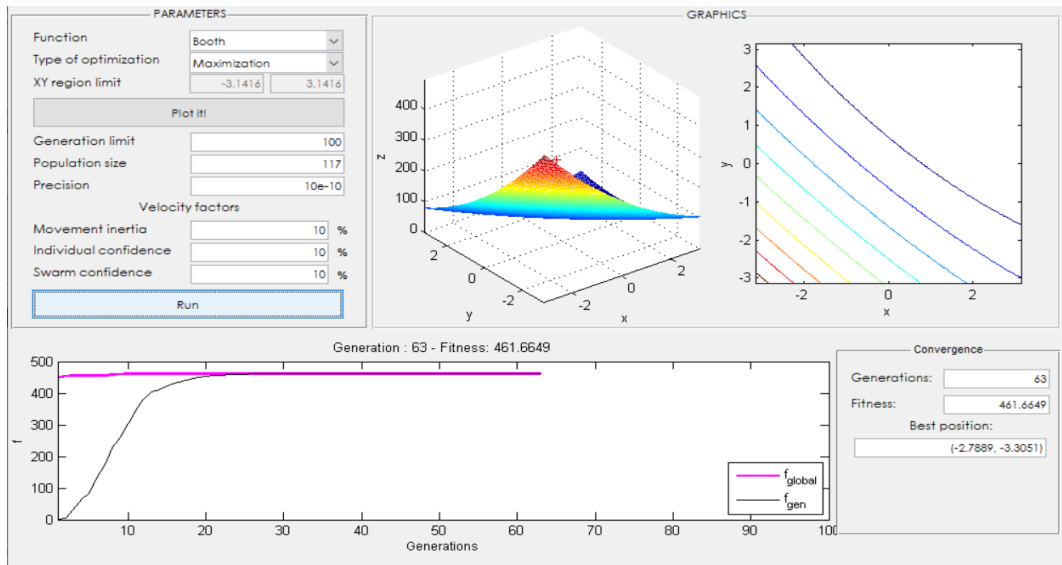 PARAMETERS
Function Booth
Type of optimization Maximization
XY region limit -3.1416 3.1416
Plot it!
Generation limit 100
Population size 117
Precision 10e-10
Velocity factors
Movement inertia 10 %
Individual confidence 10 %
Swarm confidence 10 %
Run
GRAPHICS
400
300
200
100
0
z
2
0
-2
y
-2
0
2
x
3
2
1
0
-1
-2
-3
y
-2 0 2
x
Generation : 63 - Fitness: 461.6649
500
400
300
200
100
0
f
10 20 30 40 50 60 70 80 90 100
Generations
f_global
f_gen
Convergence
Generations: 63
Fitness: 461.6649
Best position:
(-2.7889, -3.3051)